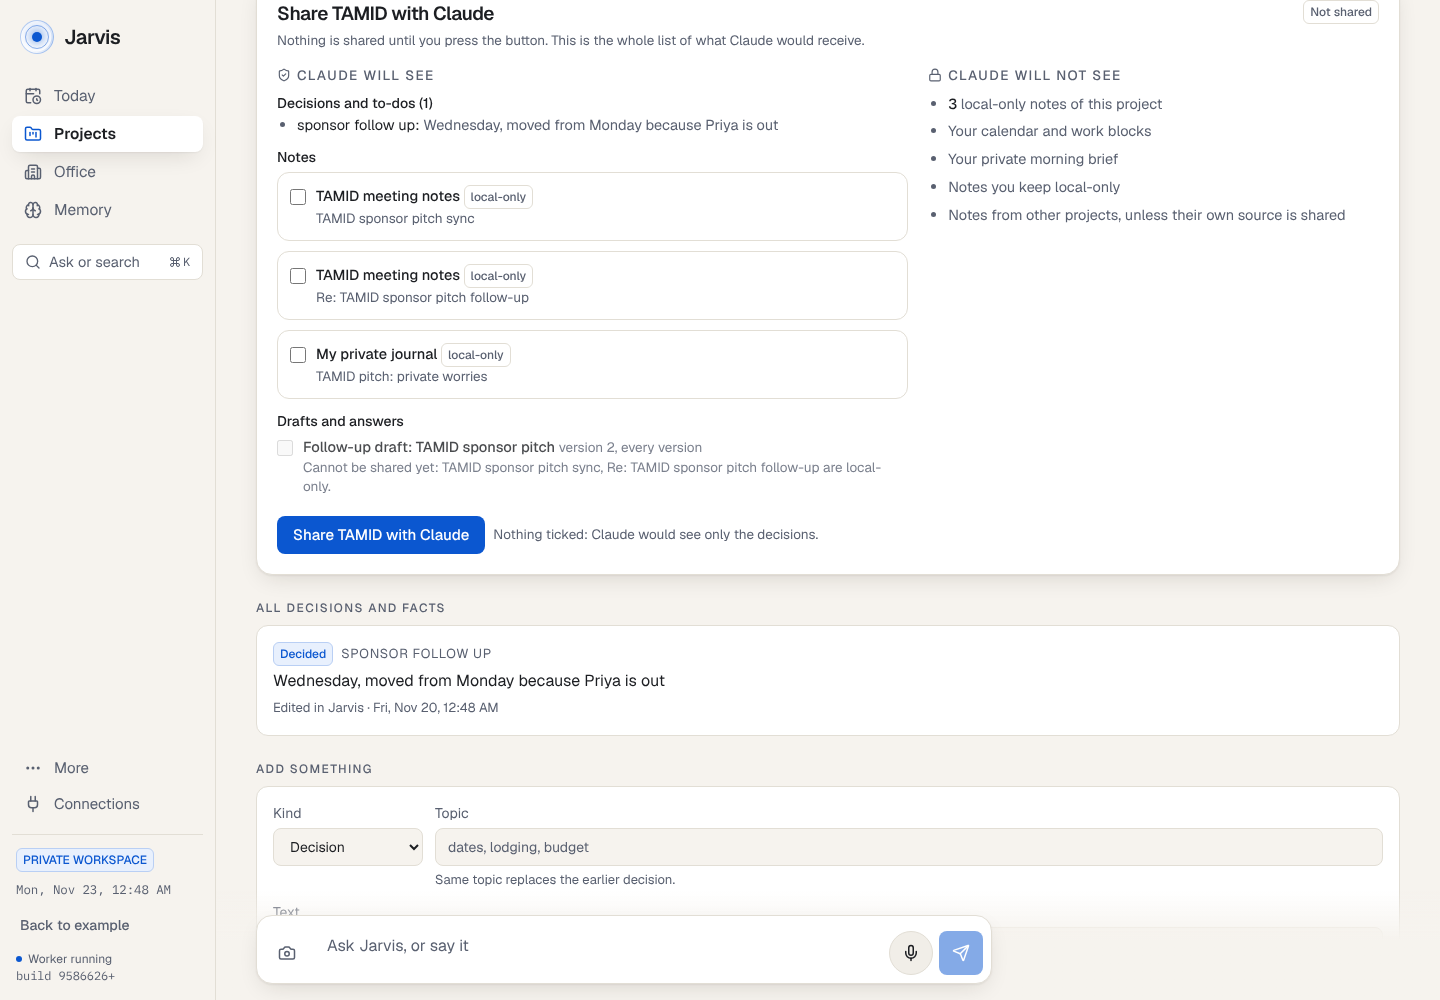 Jarvis
Today
Projects
Office
Memory
Ask or search ⌘ K
More
Connections
PRIVATE WORKSPACE
Mon, Nov 23, 12:48 AM
Back to example
Worker running
build 9586626+
Share TAMID with Claude
Not shared
Nothing is shared until you press the button. This is the whole list of what Claude would receive.
CLAUDE WILL SEE
Decisions and to-dos (1)
sponsor follow up: Wednesday, moved from Monday because Priya is out
Notes
TAMID meeting notes local-only
TAMID sponsor pitch sync
TAMID meeting notes local-only
Re: TAMID sponsor pitch follow-up
My private journal local-only
TAMID pitch: private worries
Drafts and answers
Follow-up draft: TAMID sponsor pitch version 2, every version
Cannot be shared yet: TAMID sponsor pitch sync, Re: TAMID sponsor pitch follow-up are local-
only.
Share TAMID with Claude
Nothing ticked: Claude would see only the decisions.
CLAUDE WILL NOT SEE
3 local-only notes of this project
Your calendar and work blocks
Your private morning brief
Notes you keep local-only
Notes from other projects, unless their own source is shared
ALL DECISIONS AND FACTS
Decided SPONSOR FOLLOW UP
Wednesday, moved from Monday because Priya is out
Edited in Jarvis · Fri, Nov 20, 12:48 AM
ADD SOMETHING
Kind
Topic
Decision
dates, lodging, budget
Same topic replaces the earlier decision.
Text
Ask Jarvis, or say it